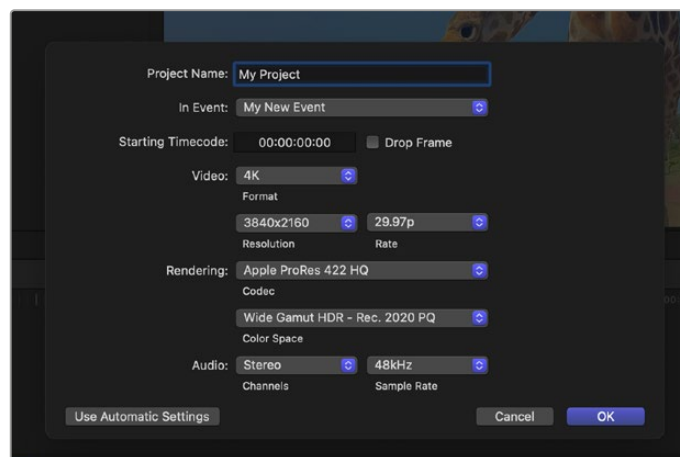 Project Name: My Project
In Event: My New Event
Starting Timecode: 00:00:00:00 Drop Frame
Video: 4K
Format
3840x2160 29.97p
Resolution Rate
Rendering: Apple ProRes 422 HQ
Codec
Wide Gamut HDR - Rec. 2020 PQ
Color Space
Audio: Stereo 48kHz
Channels Sample Rate
Use Automatic Settings Cancel OK